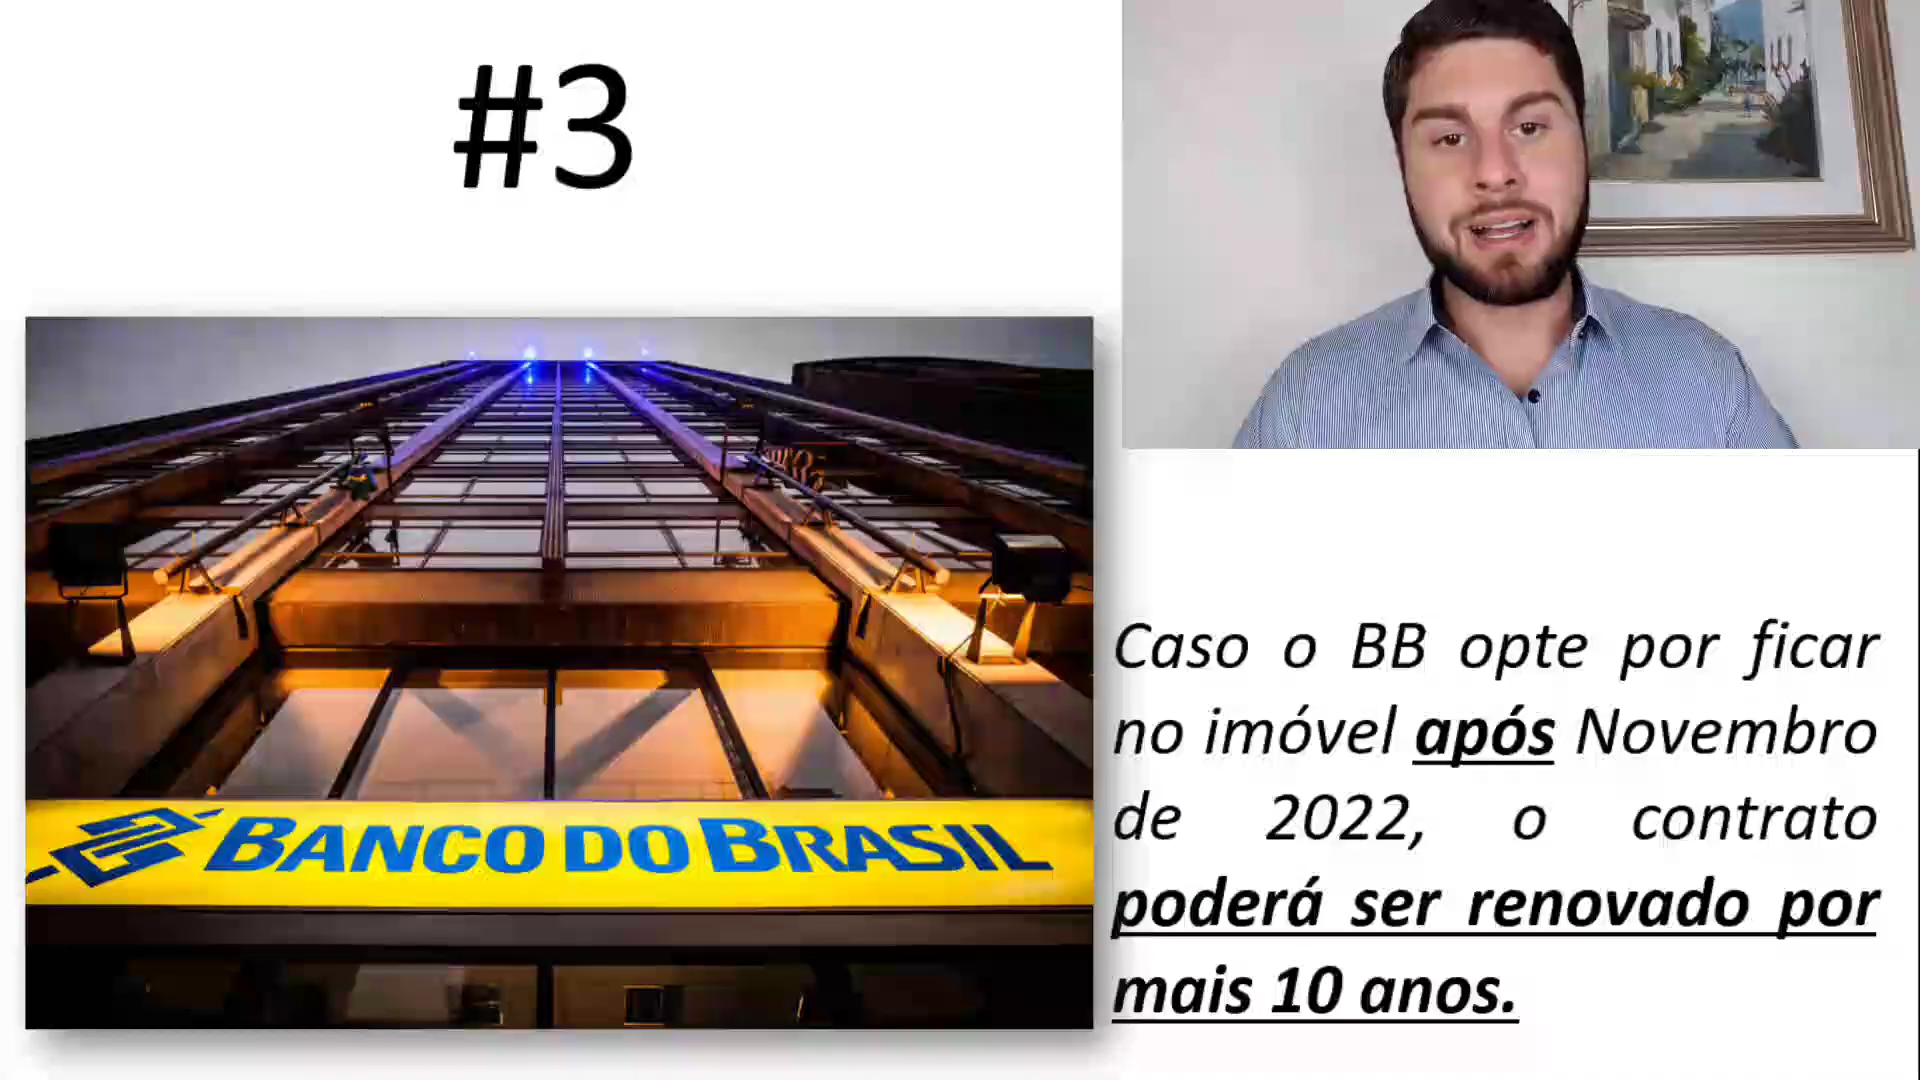 #3
BANCO DO BRASIL
Caso o BB opte por ficar
no imóvel após Novembro
de 2022, o contrato
poderá ser renovado por
mais 10 anos.